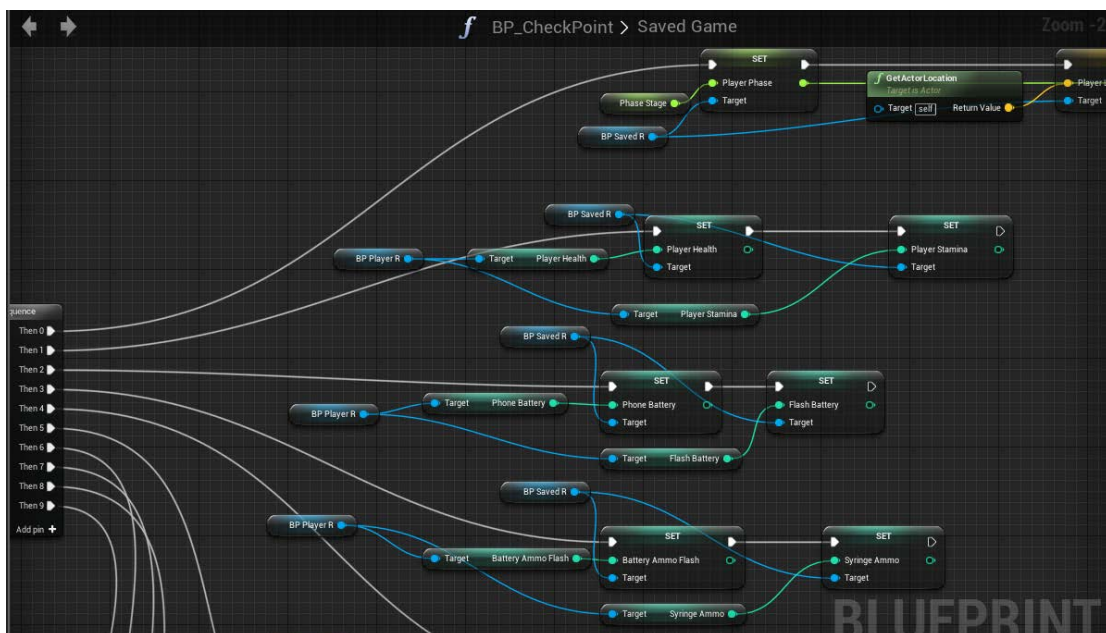 f BP_CheckPoint > Saved Game
Zoom -2
SET
Player Phase
Target
Phase Stage
BP Saved R
f GetActorLocation
Target is Actor
Target self Return Value
Target
BP Saved R
SET
Player Health
Target
BP Player R
Target Player Health
SET
Player Stamina
Target
Target Player Stamina
BP Saved R
SET
Phone Battery
Target
BP Player R
Target Phone Battery
SET
Flash Battery
Target
Target Flash Battery
BP Saved R
SET
Battery Ammo Flash
Target
BP Player R
Target Battery Ammo Flash
SET
Syringe Ammo
Target
Target Syringe Ammo
quence
Then 0
Then 1
Then 2
Then 3
Then 4
Then 5
Then 6
Then 7
Then 8
Then 9
Add pin +
BLUEPRINT